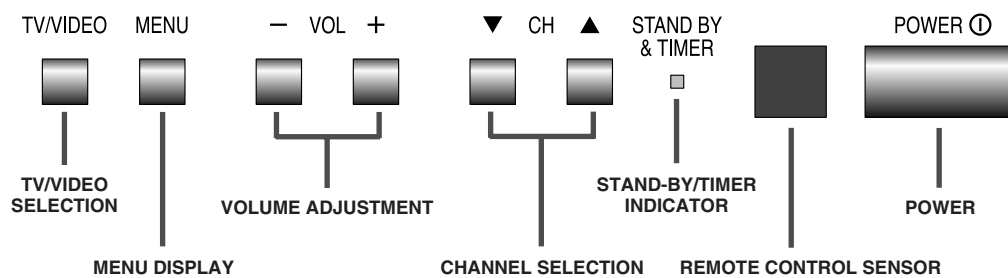 TV/VIDEO MENU − VOL + ▼ CH ▲ STAND BY & TIMER POWER
TV/VIDEO SELECTION
VOLUME ADJUSTMENT
STAND-BY/TIMER INDICATOR
POWER
MENU DISPLAY
CHANNEL SELECTION
REMOTE CONTROL SENSOR